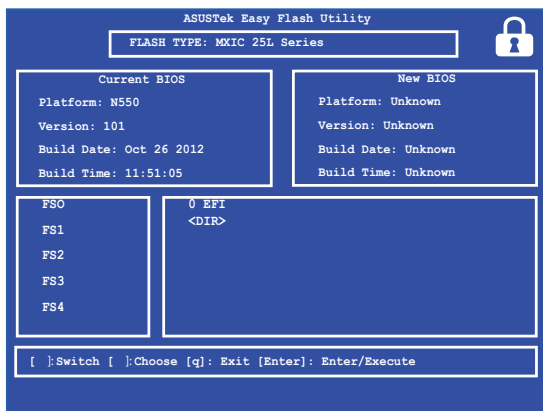 ASUSTek Easy Flash Utility
FLASH TYPE: MXIC 25L Series
Current BIOS
Platform: N550
Version: 101
Build Date: Oct 26 2012
Build Time: 11:51:05
New BIOS
Platform: Unknown
Version: Unknown
Build Date: Unknown
Build Time: Unknown
FSO
FS1
FS2
FS3
FS4
0 EFI
<DIR>
[ ]:Switch [ ]:Choose [q]: Exit [Enter]: Enter/Execute